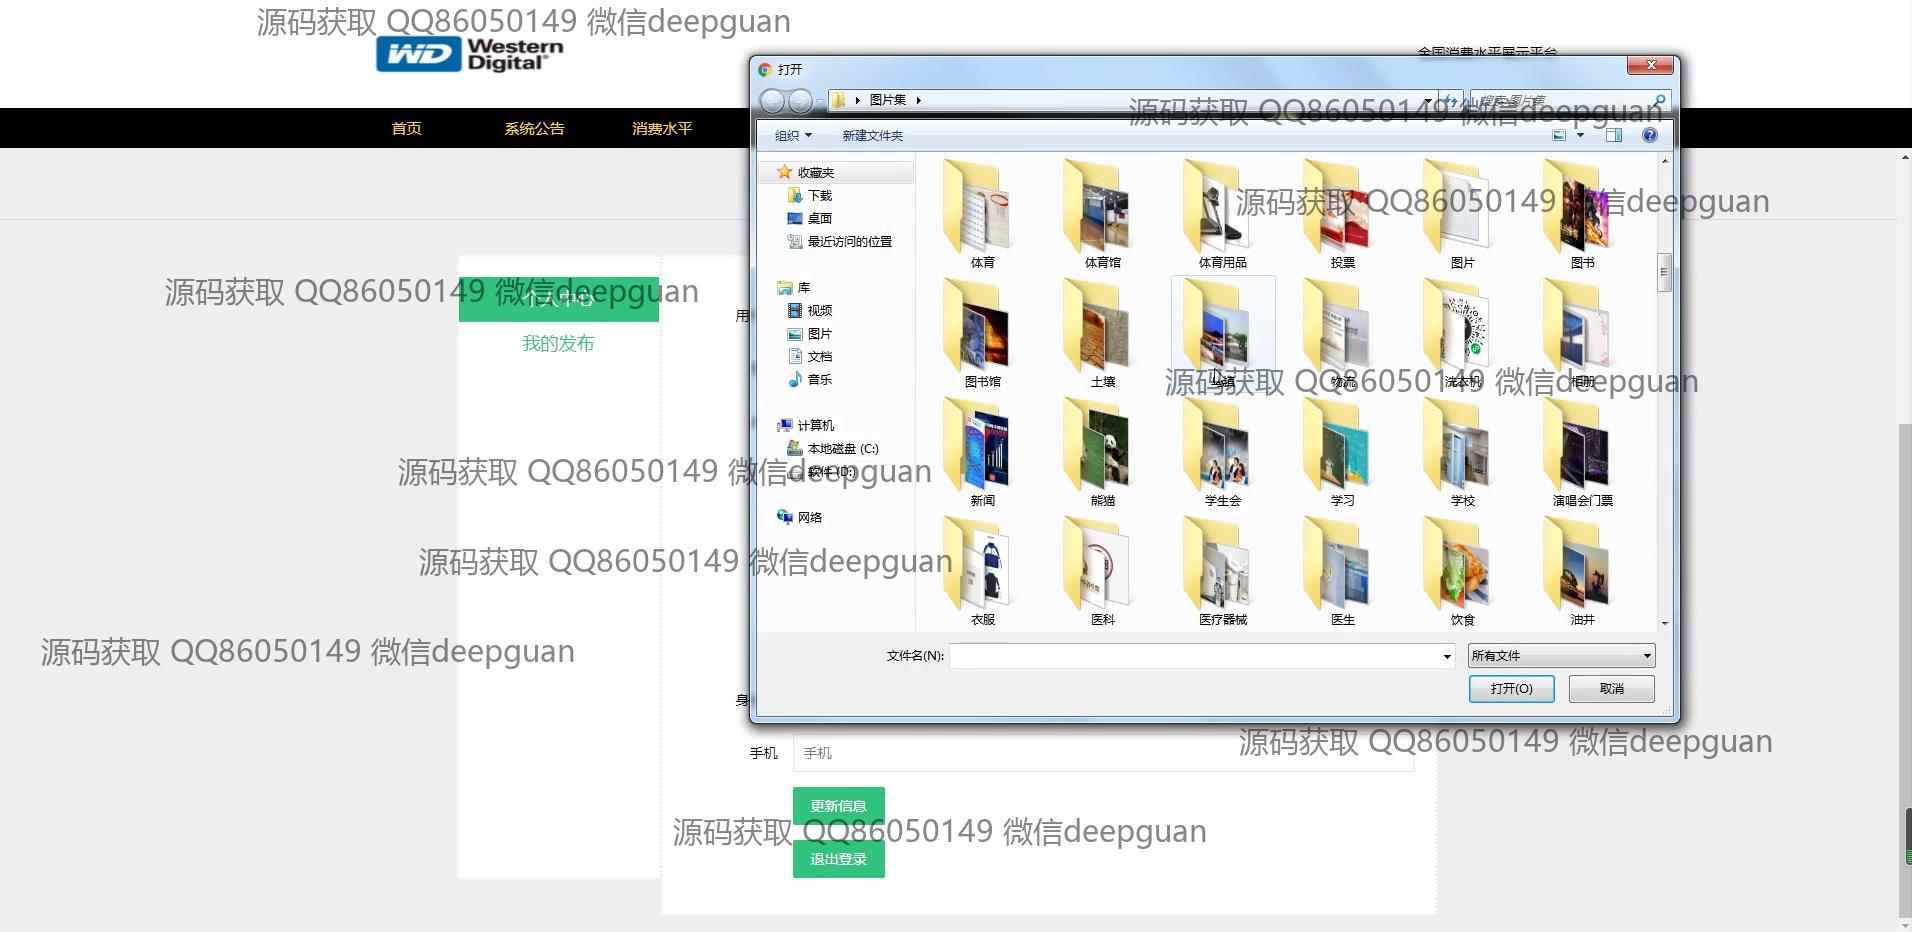 源码获取 QQ86050149 微信deepguan
WD Western Digital
全国消费水平展示平台
首页 系统公告 消费水平
打开
图片集
搜索 图片集
源码获取 QQ86050149 微信deepguan
组织 新建文件夹
收藏夹
下载
桌面
最近访问的位置
库
视频
图片
文档
音乐
计算机
本地磁盘 (C:)
软件 (D:)
网络
体育 体育馆 体育用品 投票 图片 图书
源码获取 QQ86050149 微信deepguan
图书馆 土壤 物流 洗衣机 相册
源码获取 QQ86050149 微信deepguan
新闻 熊猫 学生会 学习 学校 演唱会门票
衣服 医科 医疗器械 医生 饮食 油井
文件名(N):
所有文件
打开(O) 取消
个人中心
源码获取 QQ86050149 微信deepguan
我的发布
用
源码获取 QQ86050149 微信deepguan
源码获取 QQ86050149 微信deepguan
源码获取 QQ86050149 微信deepguan
身
手机 手机
源码获取 QQ86050149 微信deepguan
更新信息
源码获取 QQ86050149 微信deepguan
退出登录